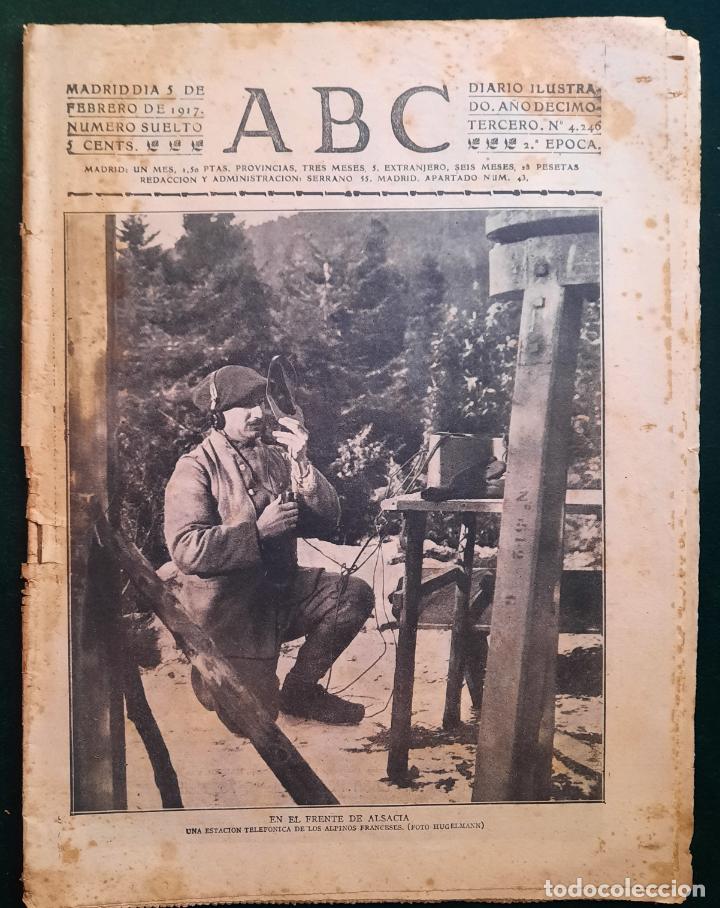 MADRID DIA 5 DE
FEBRERO DE 1917.
NUMERO SUELTO
5 CENTS.
ABC
DIARIO ILUSTRA-
DO. AÑO DECIMO-
TERCERO. Nº 4.246
2.ª EPOCA.
MADRID: UN MES, 1,50 PTAS. PROVINCIAS, TRES MESES, 5. EXTRANJERO, SEIS MESES, 18 PESETAS
REDACCION Y ADMINISTRACION: SERRANO 55, MADRID. APARTADO NUM. 43.
EN EL FRENTE DE ALSACIA
UNA ESTACION TELEFONICA DE LOS ALPINOS FRANCESES. (FOTO HUGELMANN)
todocoleccion